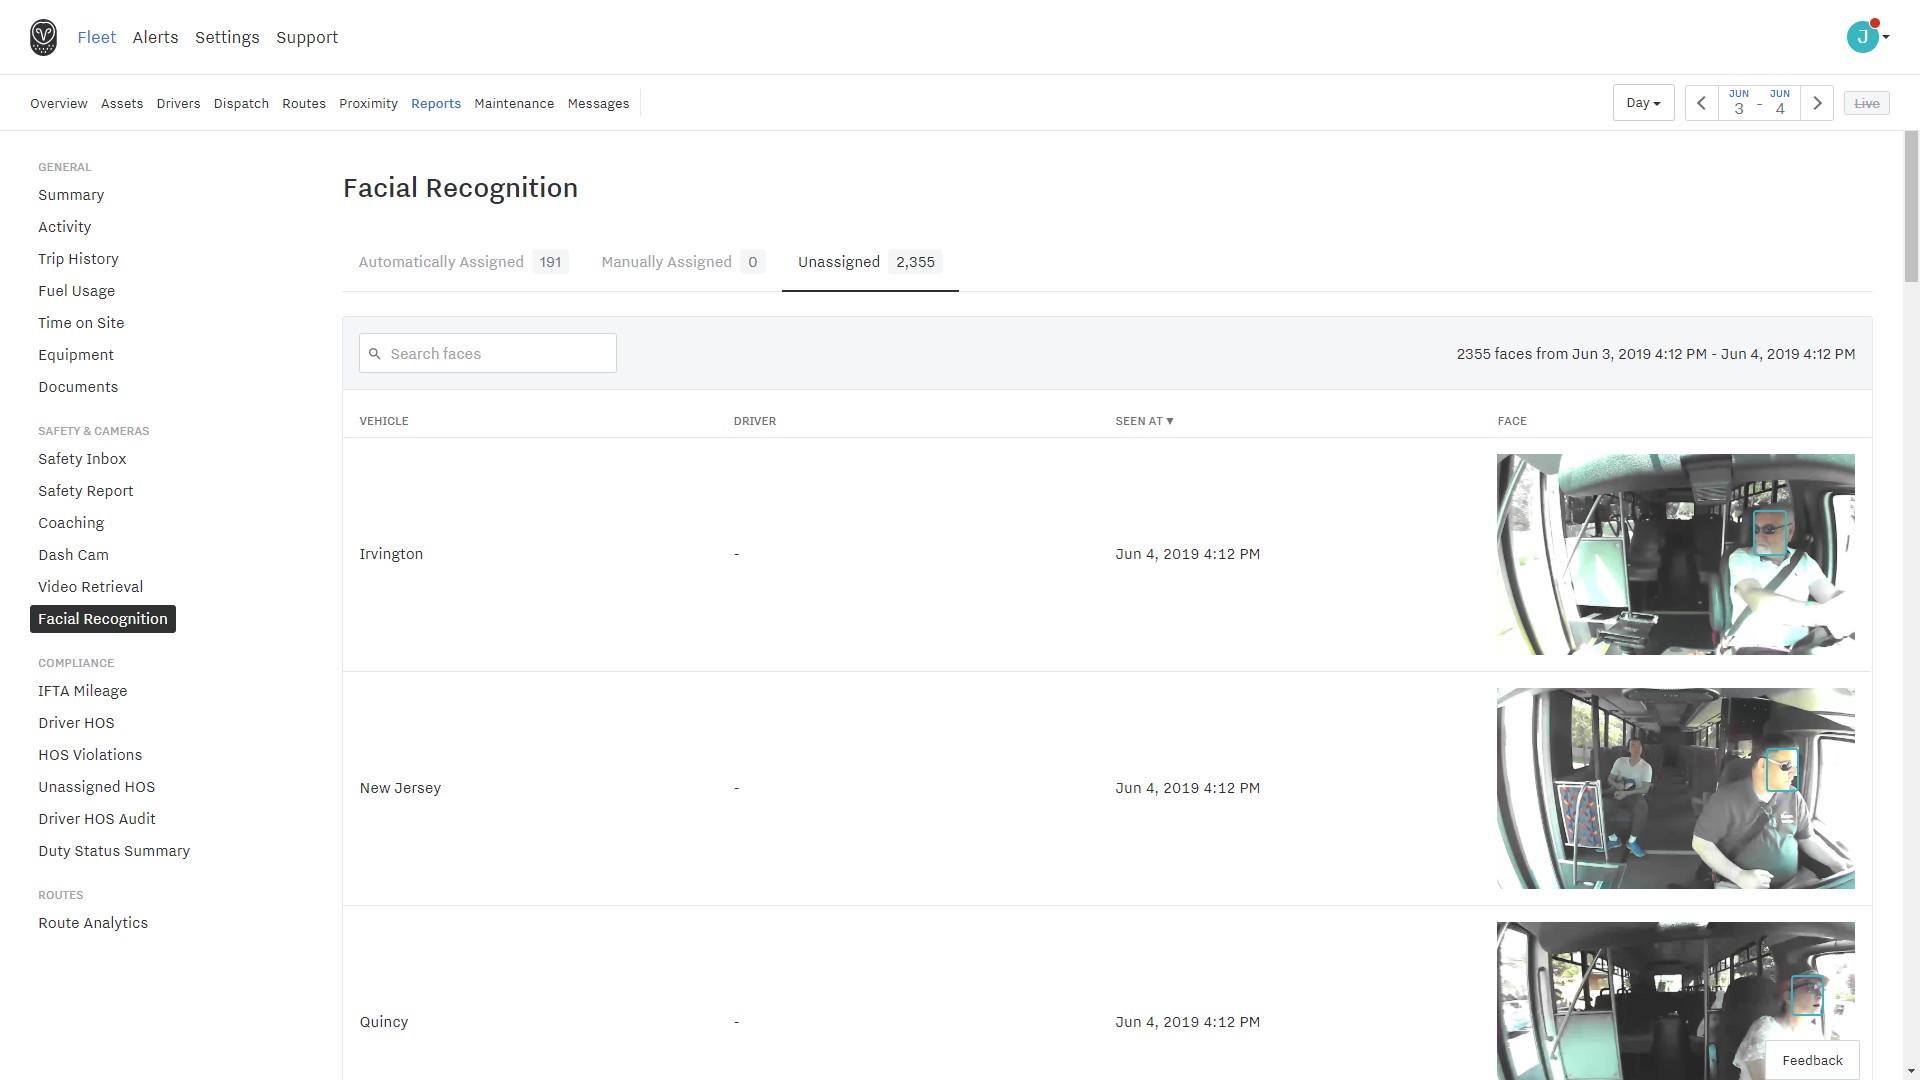 Fleet Alerts Settings Support
J
Overview Assets Drivers Dispatch Routes Proximity Reports Maintenance Messages
Day
JUN 3 - JUN 4
Live
GENERAL
Summary
Activity
Trip History
Fuel Usage
Time on Site
Equipment
Documents
SAFETY & CAMERAS
Safety Inbox
Safety Report
Coaching
Dash Cam
Video Retrieval
Facial Recognition
COMPLIANCE
IFTA Mileage
Driver HOS
HOS Violations
Unassigned HOS
Driver HOS Audit
Duty Status Summary
ROUTES
Route Analytics
Facial Recognition
Automatically Assigned 191 Manually Assigned 0 Unassigned 2,355
Search faces
2355 faces from Jun 3, 2019 4:12 PM - Jun 4, 2019 4:12 PM
VEHICLE DRIVER SEEN AT ▼ FACE
Irvington - Jun 4, 2019 4:12 PM
New Jersey - Jun 4, 2019 4:12 PM
Quincy - Jun 4, 2019 4:12 PM
Feedback